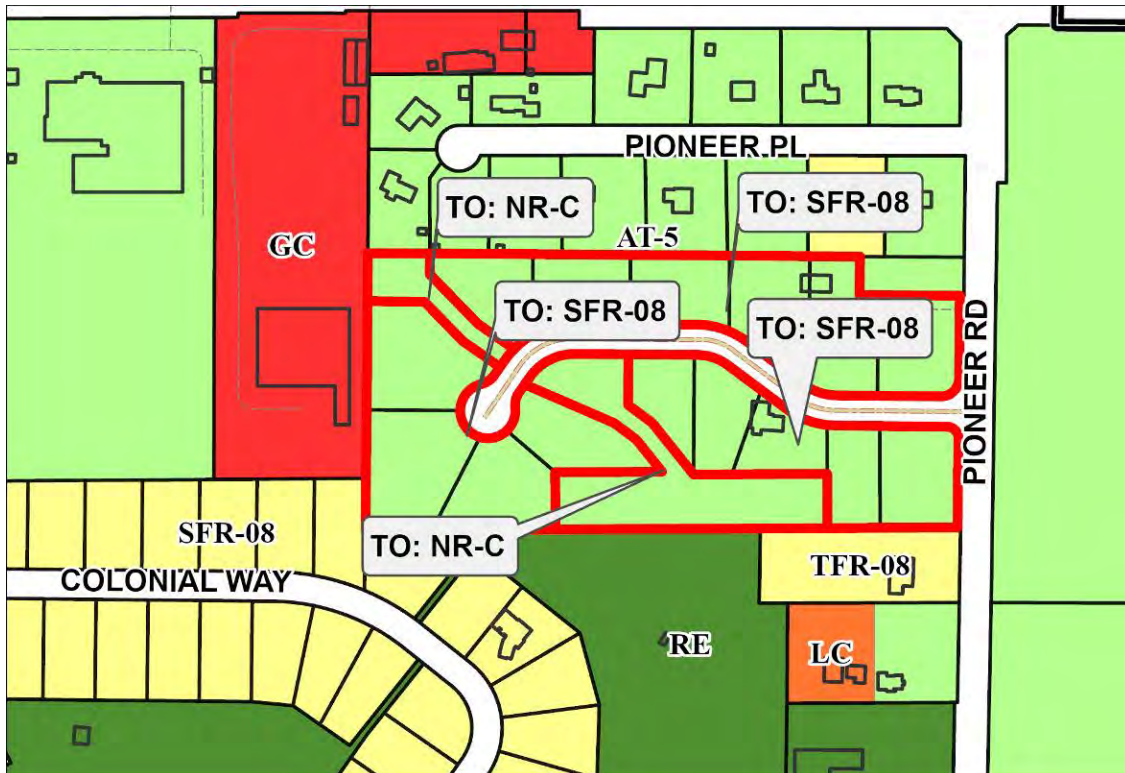 PIONEER PL
TO: NR-C
TO: SFR-08
GC
AT-5
TO: SFR-08
TO: SFR-08
PIONEER RD
SFR-08
TO: NR-C
COLONIAL WAY
TFR-08
RE
LC